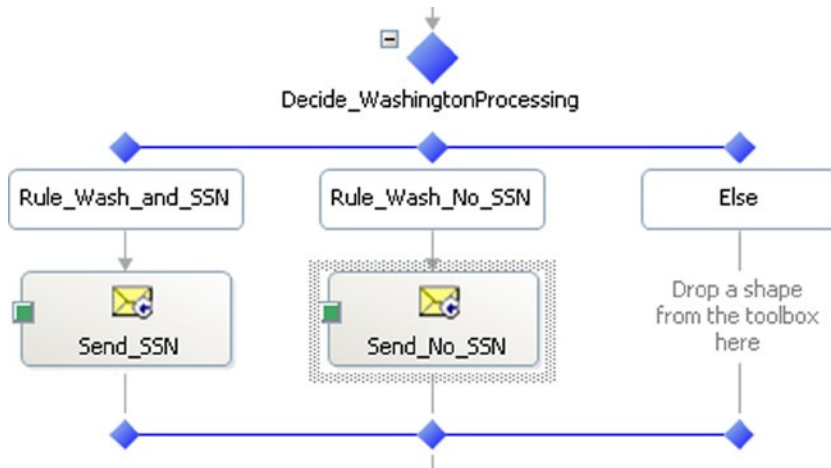 Decide_WashingtonProcessing
Rule_Wash_and_SSN
Rule_Wash_No_SSN
Else
Send_SSN
Send_No_SSN
Drop a shape
from the toolbox
here